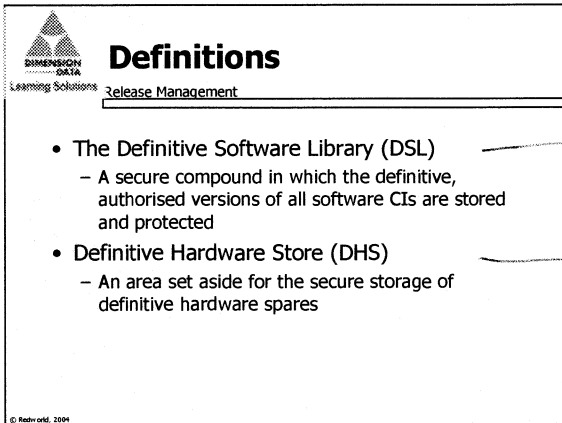 DIMENSION
DATA
Learning Solutions
Definitions
Release Management
• The Definitive Software Library (DSL)
– A secure compound in which the definitive,
authorised versions of all software CIs are stored
and protected
• Definitive Hardware Store (DHS)
– An area set aside for the secure storage of
definitive hardware spares
© Redworld, 2004